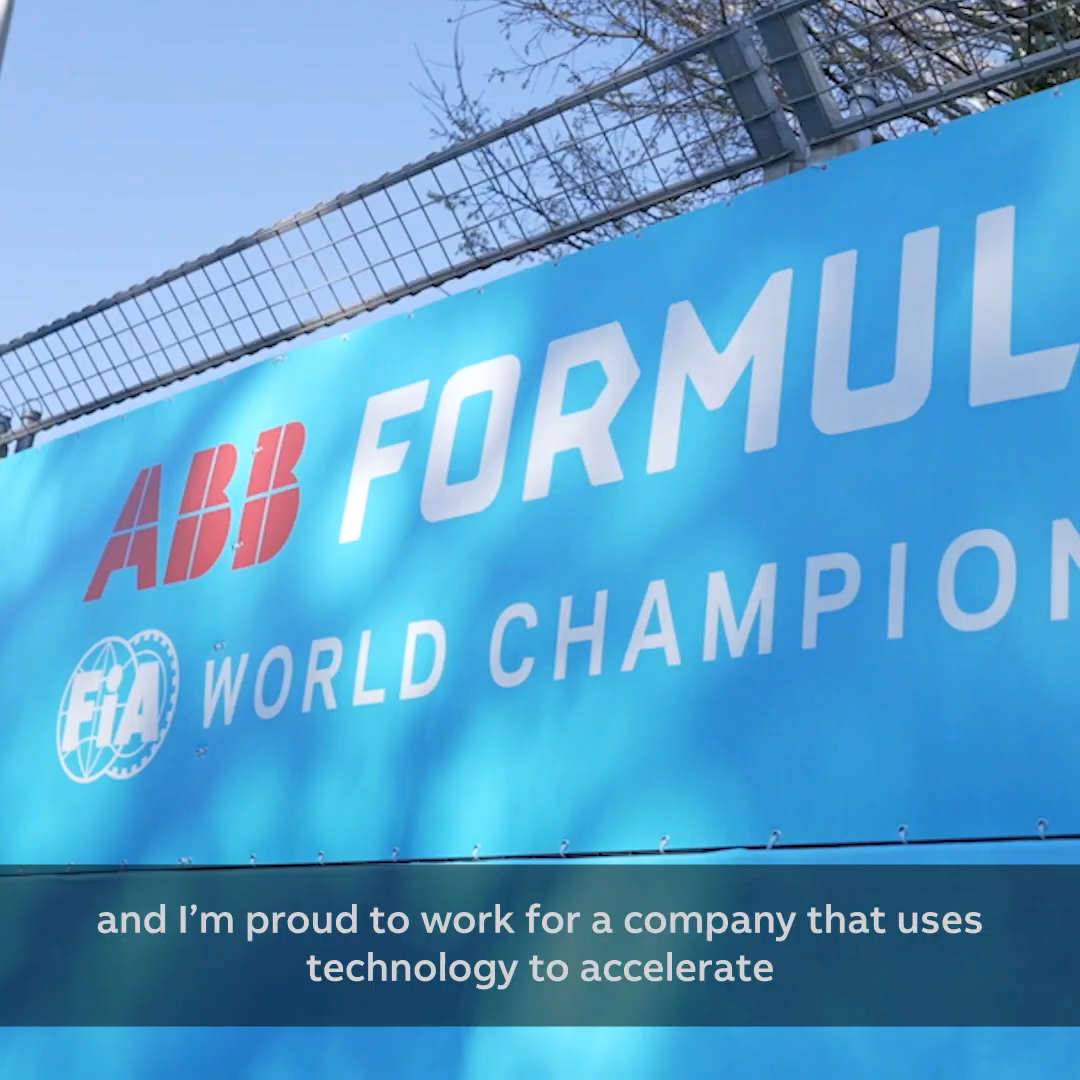 ABB FORMUL
FiA WORLD CHAMPION
and I’m proud to work for a company that uses
technology to accelerate